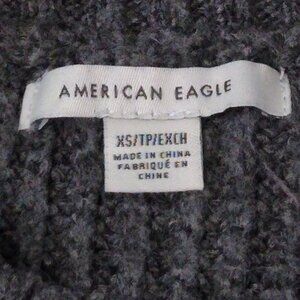 AMERICAN EAGLE
XS/TP/EXCH
MADE IN CHINA
FABRIQUÉ EN
CHINE